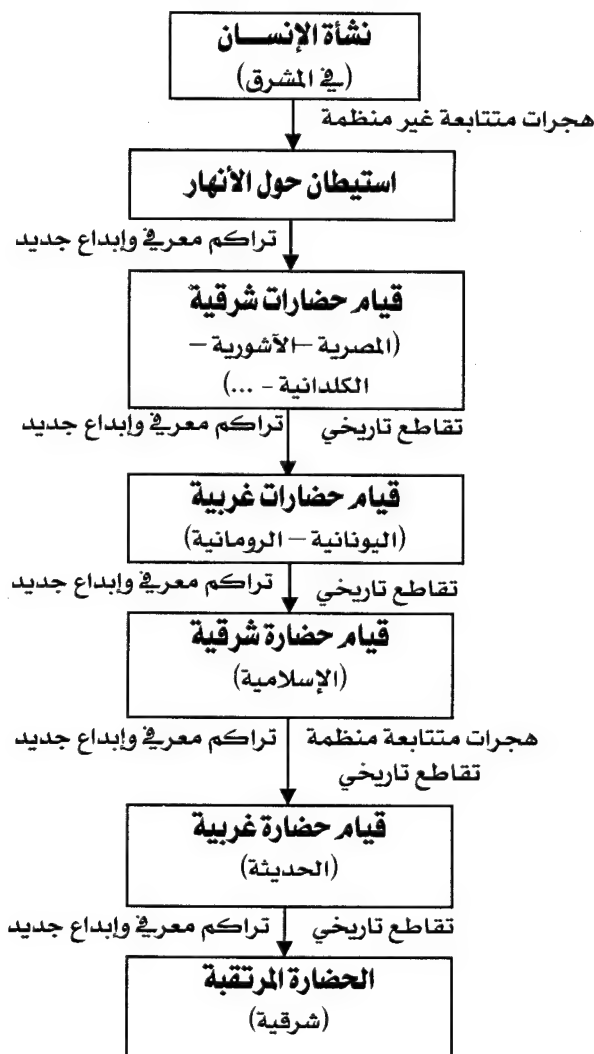 نشأة الإنســان
(في المشرق)
هجرات متتابعة غير منظمة
استيطان حول الأنهار
تراكم معرفي وإبداع جديد
قيام حضارات شرقية
(المصرية – الآشورية –
الكلدانية - ...)
تقاطع تاريخي
تراكم معرفي وإبداع جديد
قيام حضارات غربية
(اليونانية – الرومانية)
تقاطع تاريخي
تراكم معرفي وإبداع جديد
قيام حضارة شرقية
(الإسلامية)
هجرات متتابعة منظمة
تراكم معرفي وإبداع جديد
تقاطع تاريخي
قيام حضارة غربية
(الحديثة)
تقاطع تاريخي
تراكم معرفي وإبداع جديد
الحضارة المرتقبة
(شرقية)